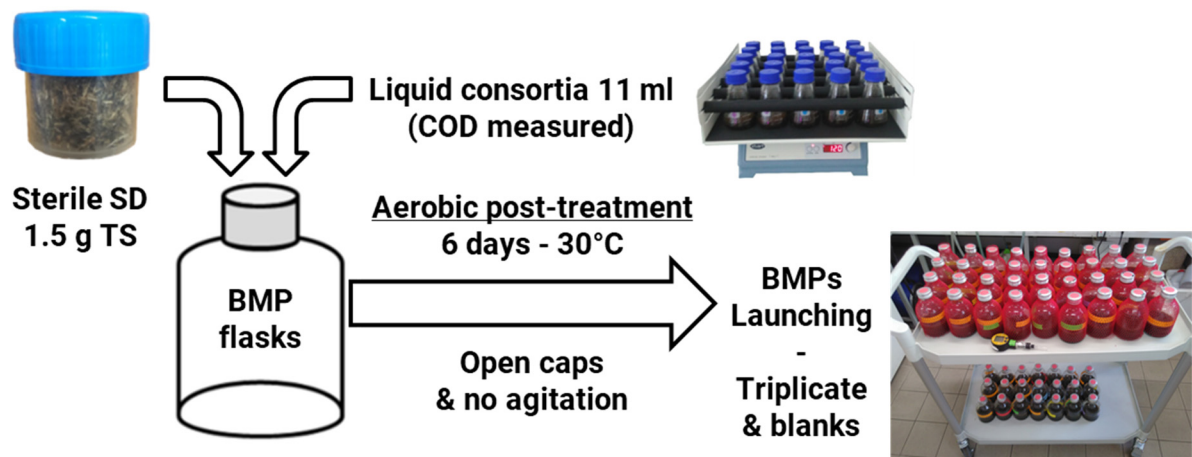 Liquid consortia 11 ml
(COD measured)
Sterile SD
1.5 g TS
Aerobic post-treatment
6 days - 30°C
BMP
flasks
Open caps
& no agitation
BMPs
Launching
-
Triplicate
& blanks
120